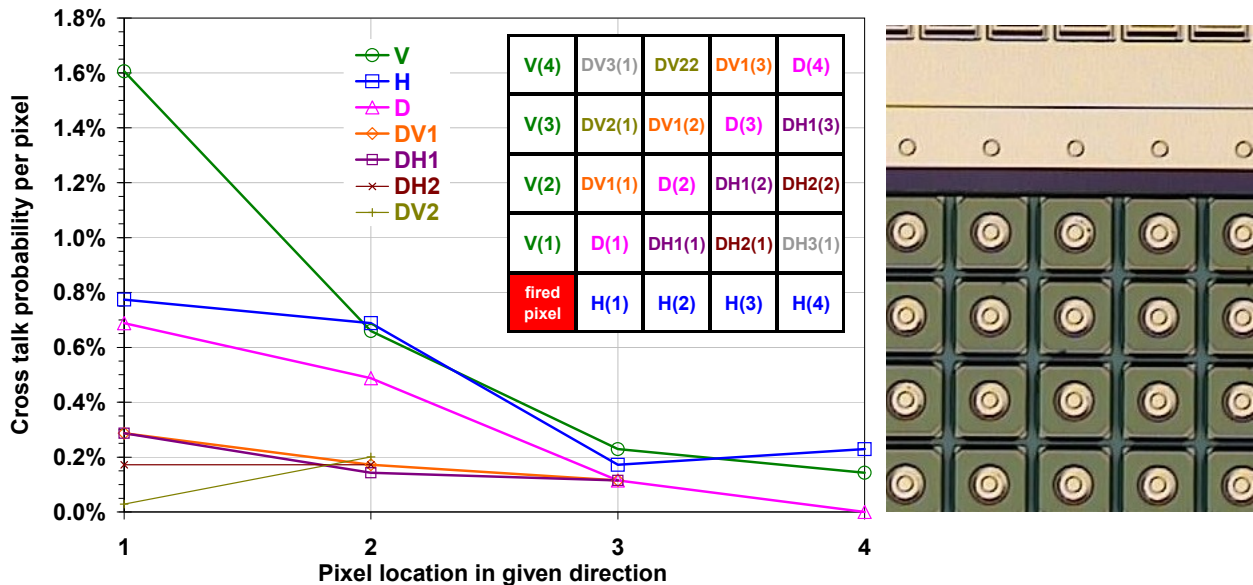 Cross talk probability per pixel
1.8%
1.6%
1.4%
1.2%
1.0%
0.8%
0.6%
0.4%
0.2%
0.0%
V
H
D
DV1
DH1
DH2
DV2
V(4) DV3(1) DV22 DV1(3) D(4)
V(3) DV2(1) DV1(2) D(3) DH1(3)
V(2) DV1(1) D(2) DH1(2) DH2(2)
V(1) D(1) DH1(1) DH2(1) DH3(1)
fired
pixel H(1) H(2) H(3) H(4)
1 2 3 4
Pixel location in given direction